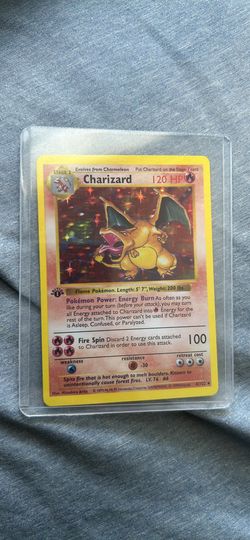 STAGE 2 Evolves from Charmeleon Put Charizard on the Stage 1 card
Charizard 120 HP
Flame Pokémon. Length: 5' 7", Weight: 200 lbs.
Pokémon Power: Energy Burn As often as you
like during your turn (before your attack), you may turn all
Energy attached to Charizard into for the
rest of the turn. This power can't be used if Charizard is
Asleep, Confused, or Paralyzed.
Fire Spin Discard 2 Energy cards attached
to Charizard in order to use this attack. 100
weakness resistance retreat cost
-30
Spits fire that is hot enough to melt boulders. Known to
unintentionally cause forest fires. LV. 76 #6
4/102